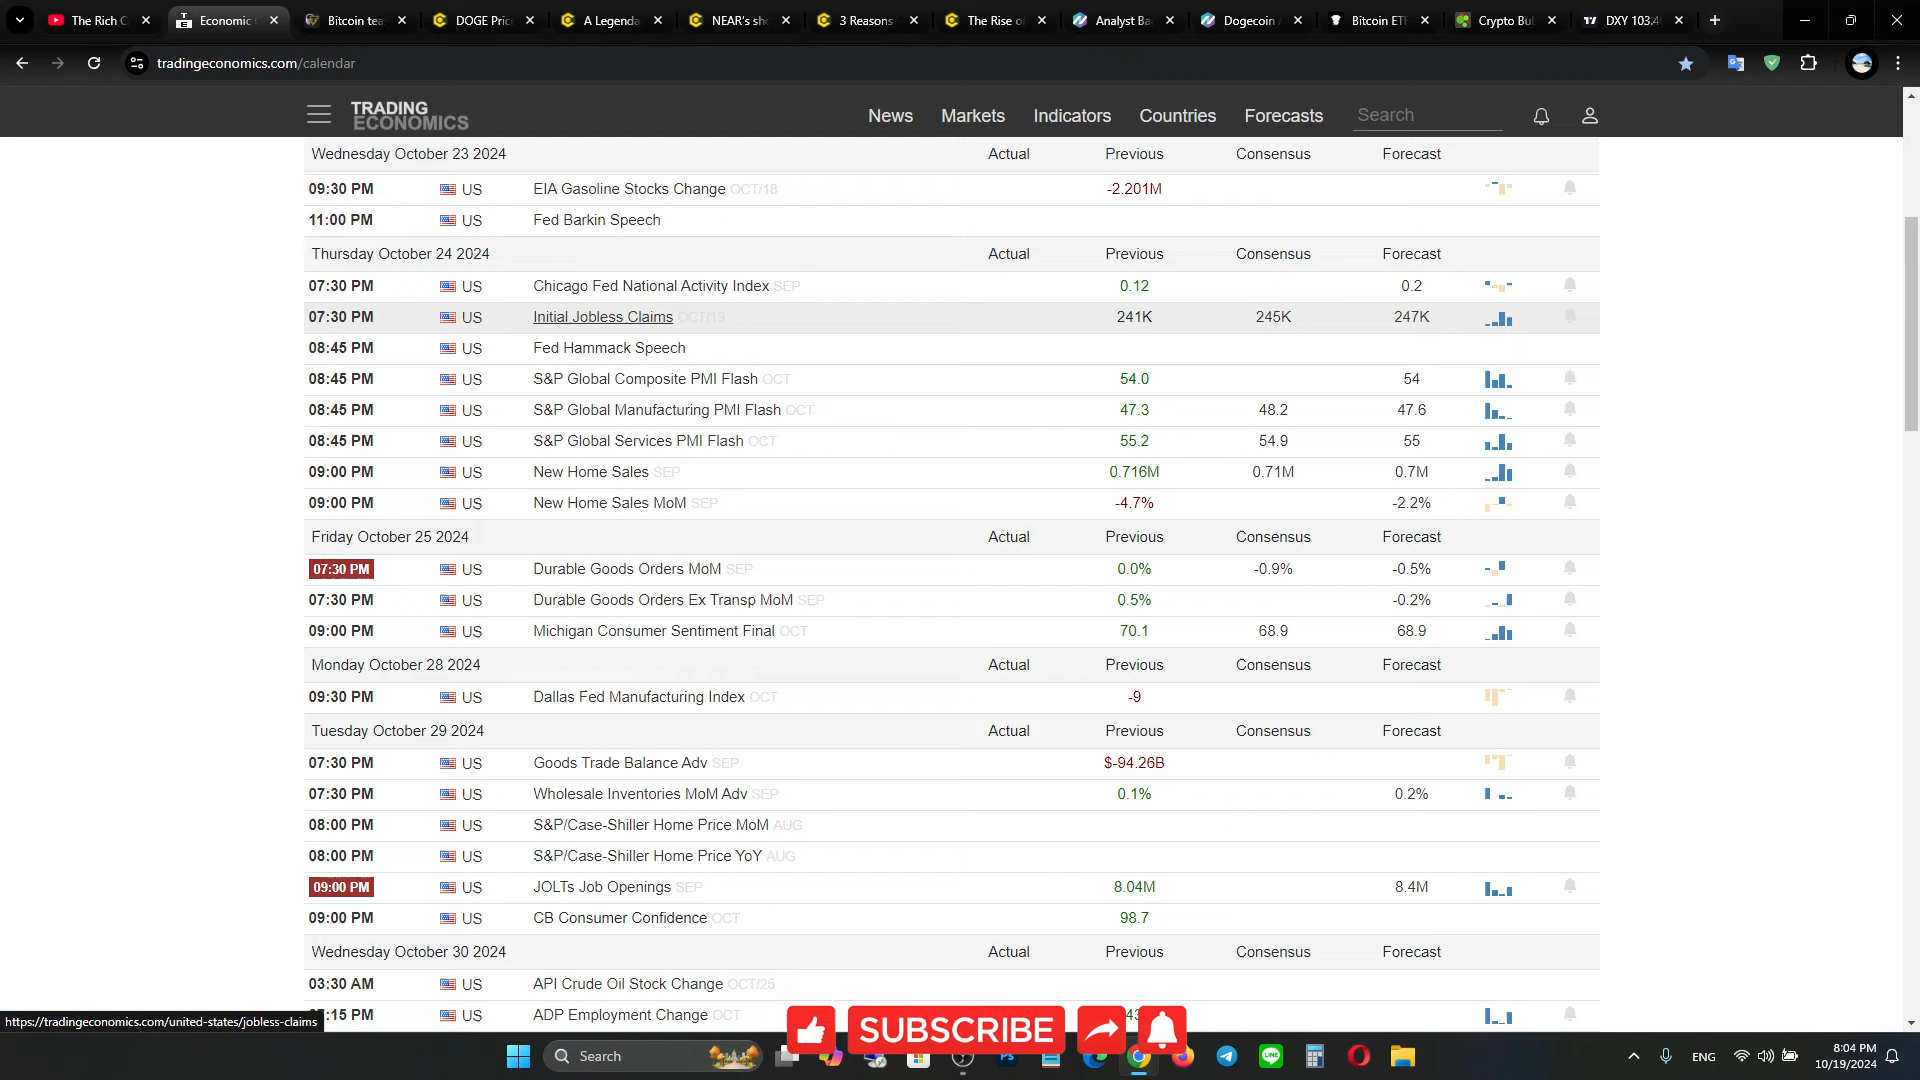 The Rich C
Economic C
Bitcoin tea
DOGE Pric
A Legenda
NEAR's sh
3 Reasons
The Rise o
Analyst Ba
Dogecoin
Bitcoin ETF
Crypto Bul
DXY 103.4
tradingeconomics.com/calendar
TRADING ECONOMICS
News Markets Indicators Countries Forecasts Search
Wednesday October 23 2024 Actual Previous Consensus Forecast
09:30 PM US EIA Gasoline Stocks Change OCT/18 -2.201M
11:00 PM US Fed Barkin Speech
Thursday October 24 2024 Actual Previous Consensus Forecast
07:30 PM US Chicago Fed National Activity Index SEP 0.12 0.2
07:30 PM US Initial Jobless Claims OCT/19 241K 245K 247K
08:45 PM US Fed Hammack Speech
08:45 PM US S&P Global Composite PMI Flash OCT 54.0 54
08:45 PM US S&P Global Manufacturing PMI Flash OCT 47.3 48.2 47.6
08:45 PM US S&P Global Services PMI Flash OCT 55.2 54.9 55
09:00 PM US New Home Sales SEP 0.716M 0.71M 0.7M
09:00 PM US New Home Sales MoM SEP -4.7% -2.2%
Friday October 25 2024 Actual Previous Consensus Forecast
07:30 PM US Durable Goods Orders MoM SEP 0.0% -0.9% -0.5%
07:30 PM US Durable Goods Orders Ex Transp MoM SEP 0.5% -0.2%
09:00 PM US Michigan Consumer Sentiment Final OCT 70.1 68.9 68.9
Monday October 28 2024 Actual Previous Consensus Forecast
09:30 PM US Dallas Fed Manufacturing Index OCT -9
Tuesday October 29 2024 Actual Previous Consensus Forecast
07:30 PM US Goods Trade Balance Adv SEP $-94.26B
07:30 PM US Wholesale Inventories MoM Adv SEP 0.1% 0.2%
08:00 PM US S&P/Case-Shiller Home Price MoM AUG
08:00 PM US S&P/Case-Shiller Home Price YoY AUG
09:00 PM US JOLTs Job Openings SEP 8.04M 8.4M
09:00 PM US CB Consumer Confidence OCT 98.7
Wednesday October 30 2024 Actual Previous Consensus Forecast
03:30 AM US API Crude Oil Stock Change OCT/25
:15 PM US ADP Employment Change OCT
https://tradingeconomics.com/united-states/jobless-claims
SUBSCRIBE
Search
ENG
8:04 PM
10/19/2024